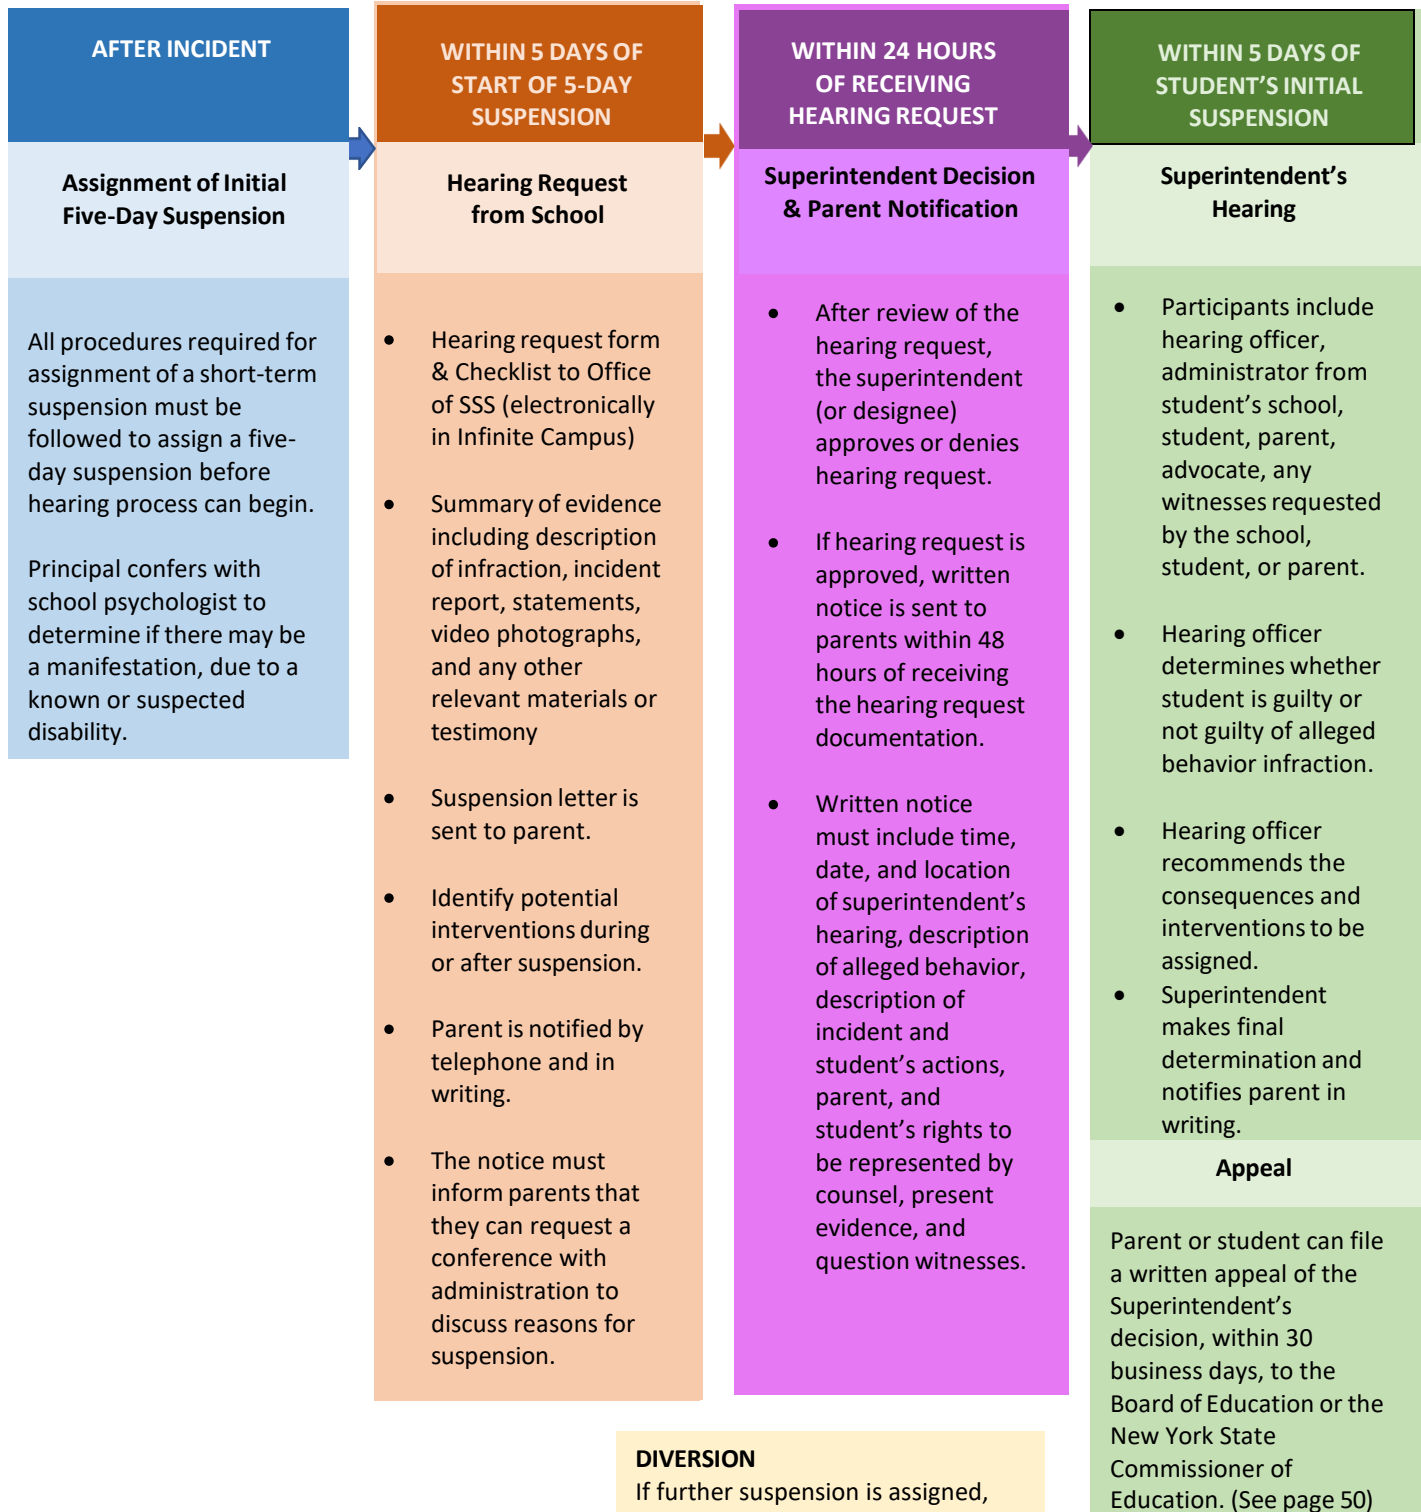 AFTER INCIDENT
Assignment of Initial
Five-Day Suspension
All procedures required for
assignment of a short-term
suspension must be
followed to assign a five-
day suspension before
hearing process can begin.
Principal confers with
school psychologist to
determine if there may be
a manifestation, due to a
known or suspected
disability.
WITHIN 5 DAYS OF
START OF 5-DAY
SUSPENSION
Hearing Request
from School
• Hearing request form
& Checklist to Office
of SSS (electronically
in Infinite Campus)
• Summary of evidence
including description
of infraction, incident
report, statements,
video photographs,
and any other
relevant materials or
testimony
• Suspension letter is
sent to parent.
• Identify potential
interventions during
or after suspension.
• Parent is notified by
telephone and in
writing.
• The notice must
inform parents that
they can request a
conference with
administration to
discuss reasons for
suspension.
WITHIN 24 HOURS
OF RECEIVING
HEARING REQUEST
Superintendent Decision
& Parent Notification
• After review of the
hearing request,
the superintendent
(or designee)
approves or denies
hearing request.
• If hearing request is
approved, written
notice is sent to
parents within 48
hours of receiving
the hearing request
documentation.
• Written notice
must include time,
date, and location
of superintendent's
hearing, description
of alleged behavior,
description of
incident and
student's actions,
parent, and
student's rights to
be represented by
counsel, present
evidence, and
question witnesses.
WITHIN 5 DAYS OF
STUDENT'S INITIAL
SUSPENSION
Superintendent's
Hearing
• Participants include
hearing officer,
administrator from
student's school,
student, parent,
advocate, any
witnesses requested
by the school,
student, or parent.
• Hearing officer
determines whether
student is guilty or
not guilty of alleged
behavior infraction.
• Hearing officer
recommends the
consequences and
interventions to be
assigned.
• Superintendent
makes final
determination and
notifies parent in
writing.
Appeal
Parent or student can file
a written appeal of the
Superintendent's
decision, within 30
business days, to the
Board of Education or the
New York State
Commissioner of
Education. (See page 50)
DIVERSION
If further suspension is assigned,